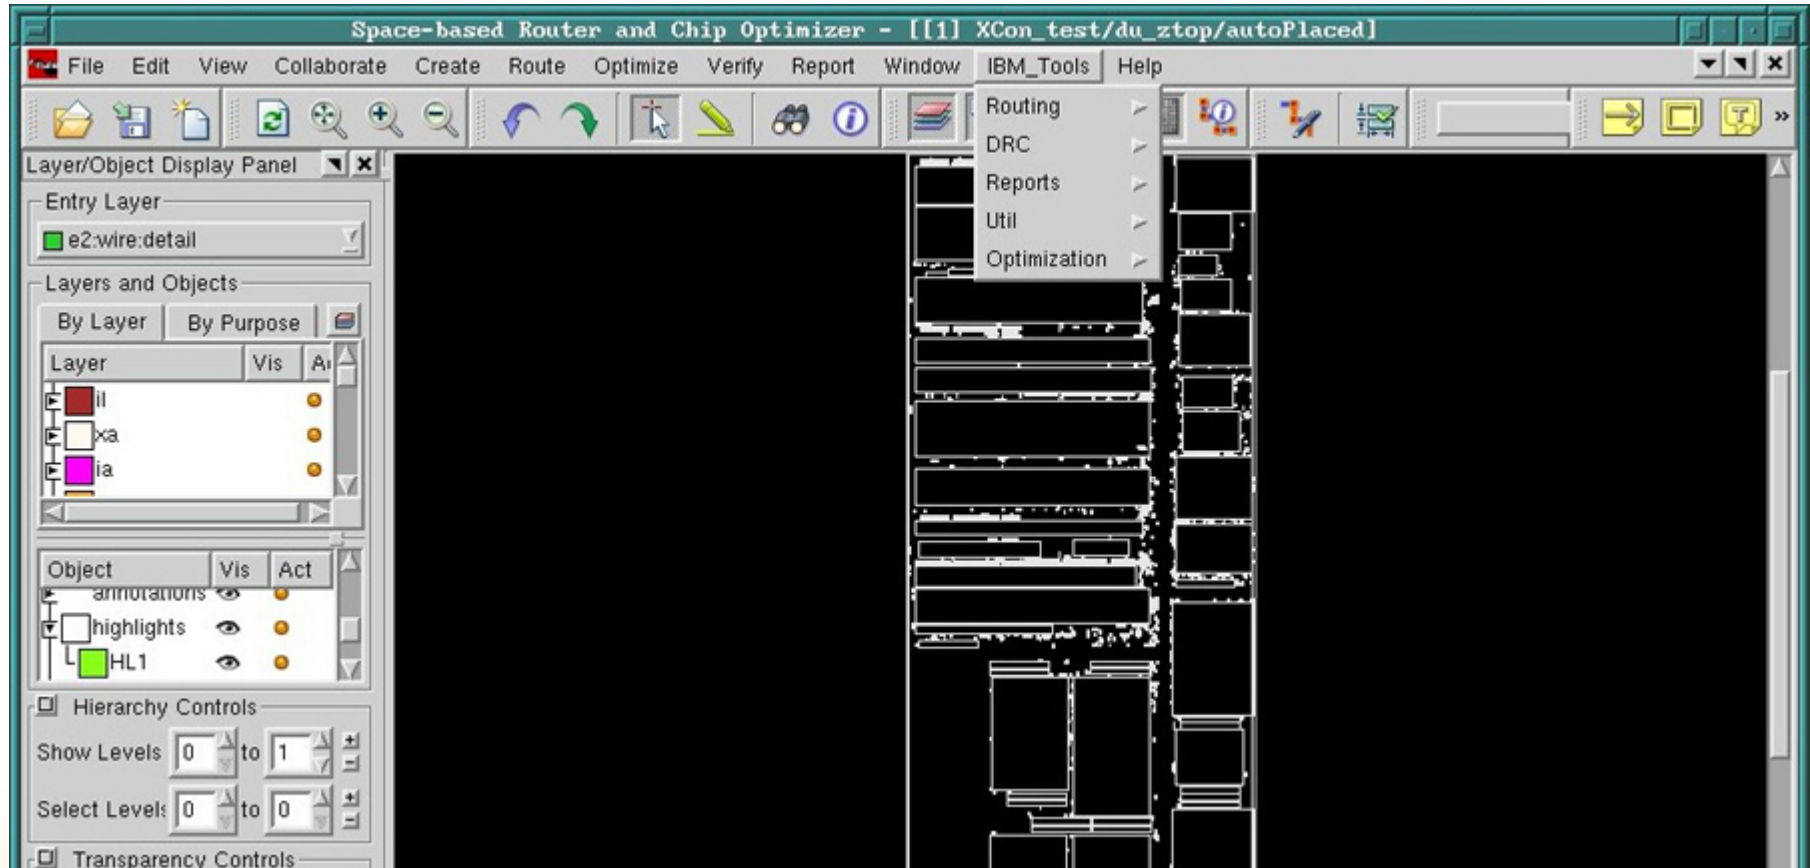 Space-based Router and Chip Optimizer - [[1] XCon_test/du_ztop/autoPlaced]
File Edit View Collaborate Create Route Optimize Verify Report Window IBM_Tools Help
Routing
DRC
Reports
Util
Optimization
Layer/Object Display Panel
Entry Layer
e2:wire:detail
Layers and Objects
By Layer By Purpose
Layer Vis
il
xa
ia
Object Vis Act
annotations
highlights
HL1
Hierarchy Controls
Show Levels 0 to 1
Select Levels 0 to 0
Transparency Controls